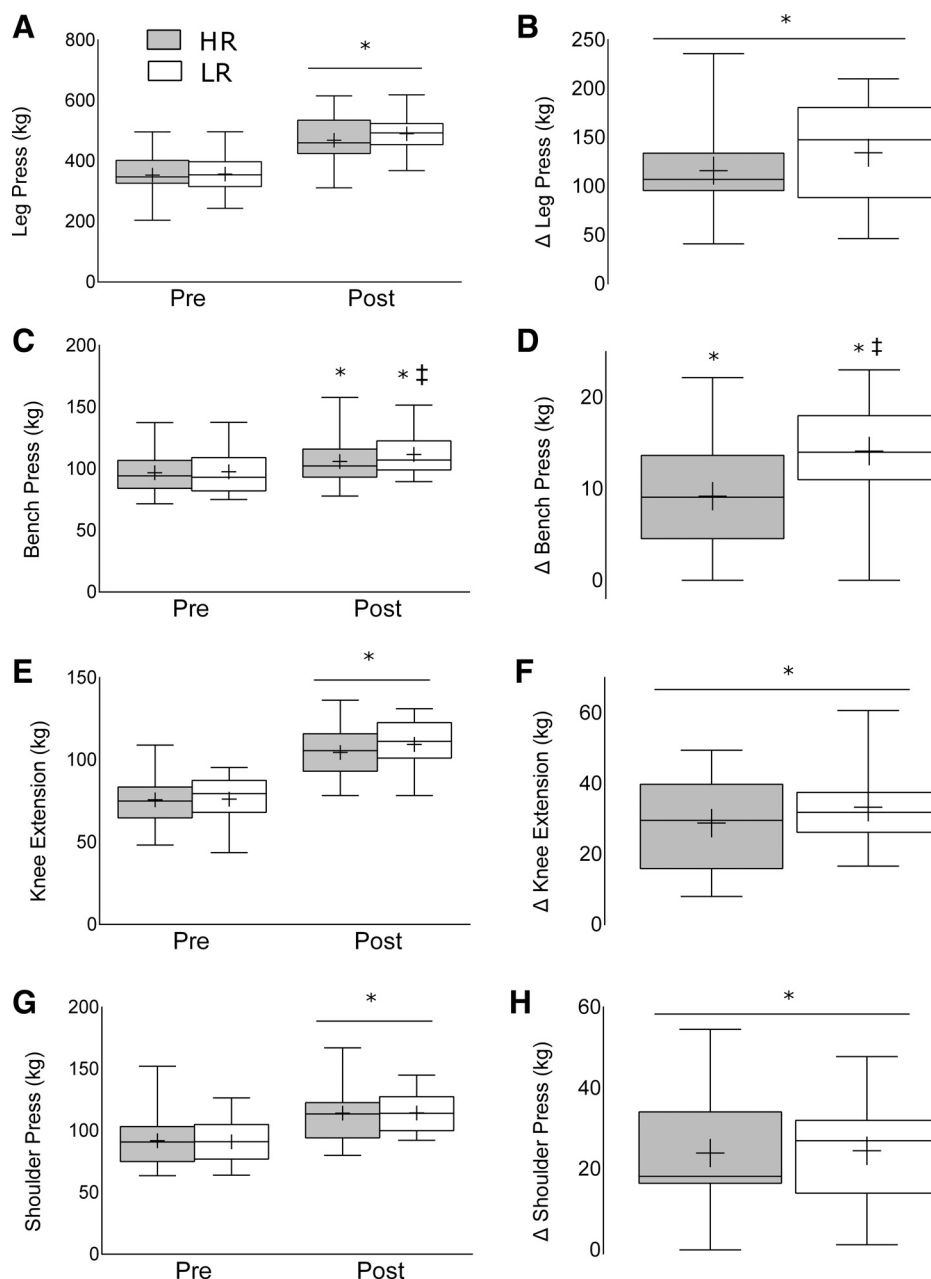 A
Leg Press (kg)
800
600
400
200
0
HR
LR
*
Pre
Post
B
Δ Leg Press (kg)
250
200
150
100
50
0
*
C
Bench Press (kg)
200
150
100
50
0
*
* ‡
Pre
Post
D
Δ Bench Press (kg)
20
10
0
*
* ‡
E
Knee Extension (kg)
150
100
50
0
*
Pre
Post
F
Δ Knee Extension (kg)
60
40
20
0
*
G
Shoulder Press (kg)
200
150
100
50
0
*
Pre
Post
H
Δ Shoulder Press (kg)
60
40
20
0
*